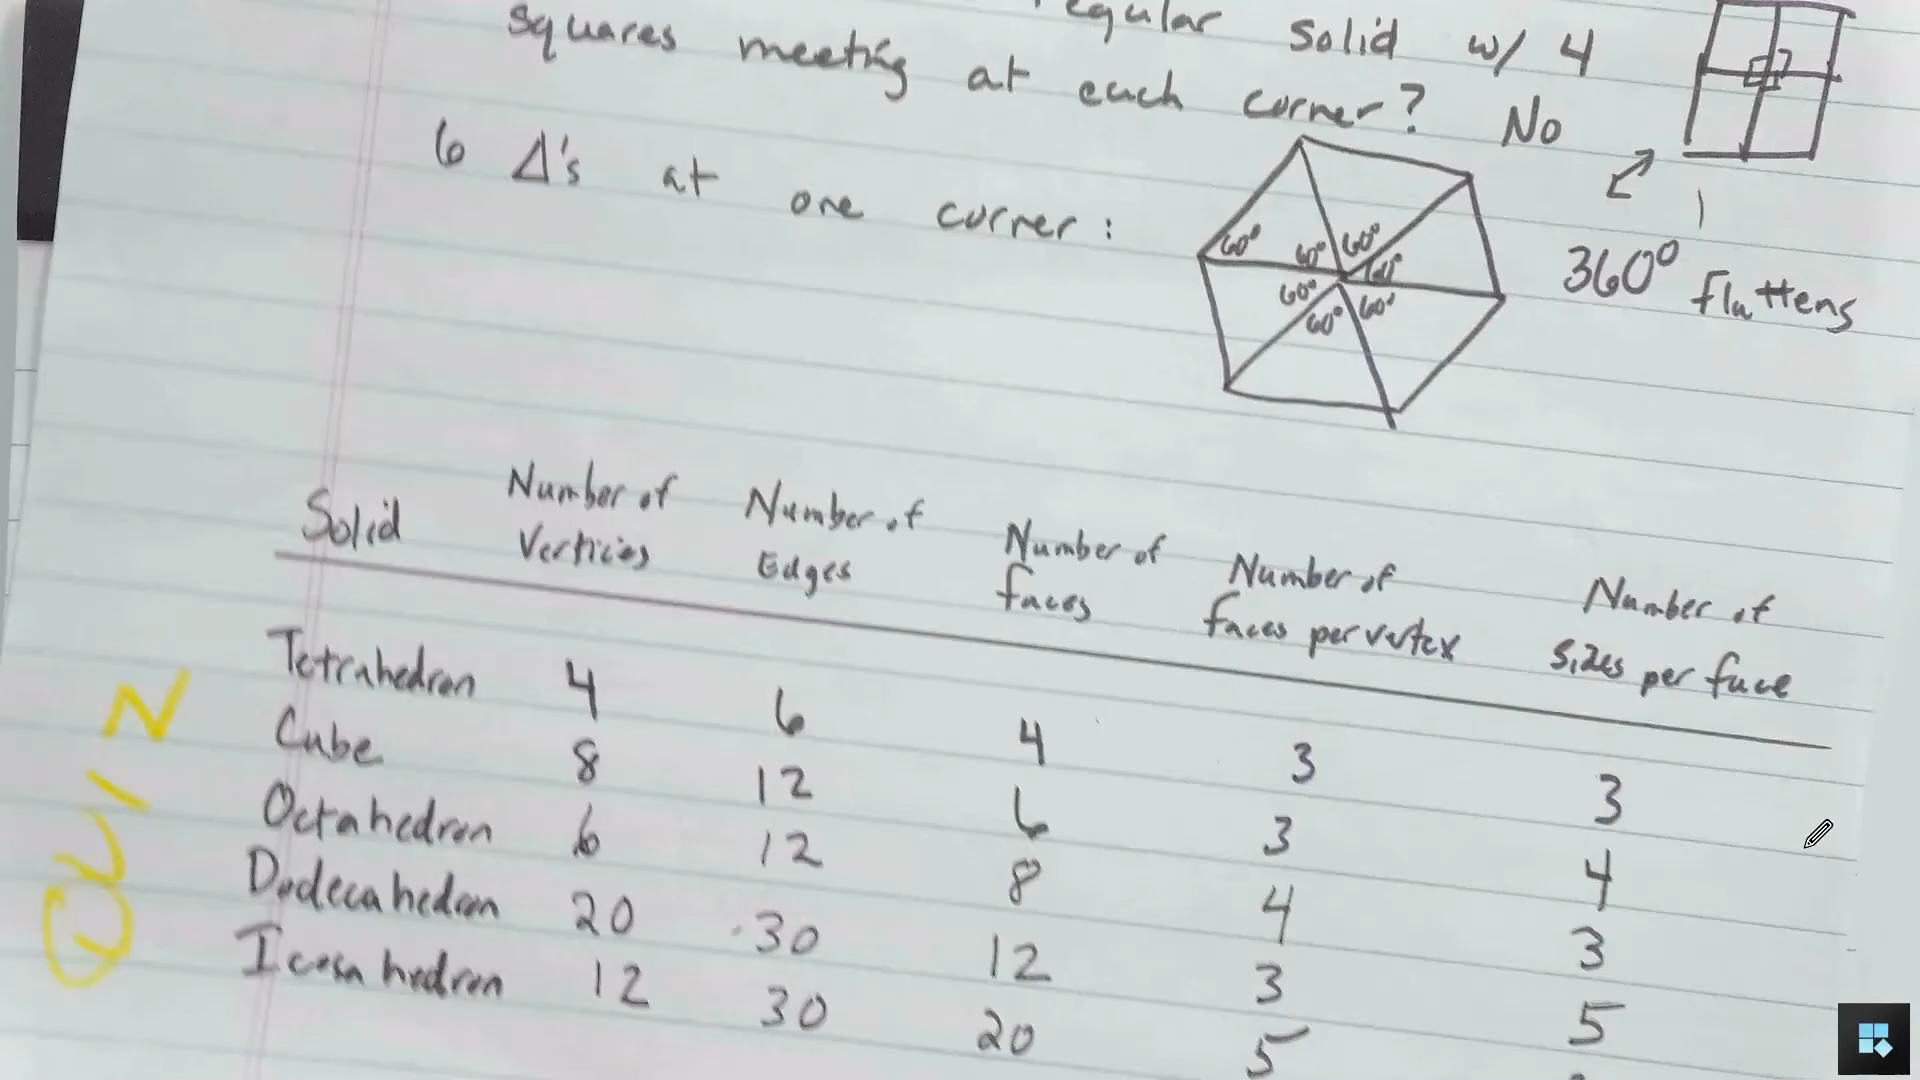 regular solid w/ 4
squares meeting at each corner? No
6 Δ's at one corner:
60° 60° 60° 60°
60° 60° 60°
360° flattens
Solid Number of Verticies Number of Edges Number of faces Number of faces per vertex Number of sides per face
Tetrahedron 4 6 4 3 3
Cube 8 12 6 3 4
Octahedron 6 12 8 4 3
Dodecahedron 20 30 12 3 5
Icosahedron 12 30 20 5
QUIN